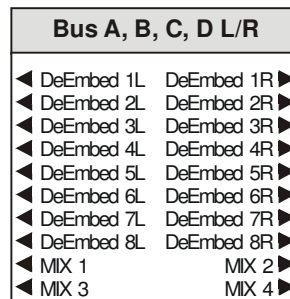 Bus A, B, C, D L/R
DeEmbed 1L DeEmbed 1R
DeEmbed 2L DeEmbed 2R
DeEmbed 3L DeEmbed 3R
DeEmbed 4L DeEmbed 4R
DeEmbed 5L DeEmbed 5R
DeEmbed 6L DeEmbed 6R
DeEmbed 7L DeEmbed 7R
DeEmbed 8L DeEmbed 8R
MIX 1 MIX 2
MIX 3 MIX 4